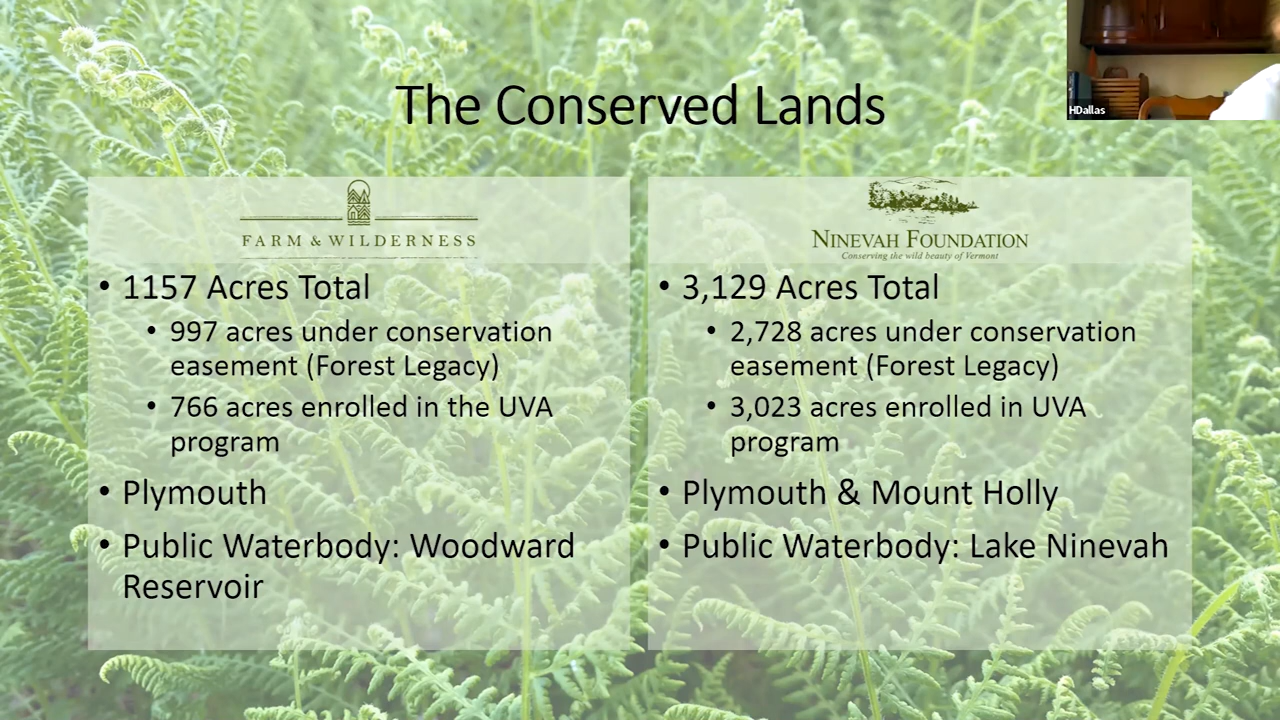 The Conserved Lands
HDallas
FARM & WILDERNESS
• 1157 Acres Total
• 997 acres under conservation
easement (Forest Legacy)
• 766 acres enrolled in the UVA
program
• Plymouth
• Public Waterbody: Woodward
Reservoir
NINEVAH FOUNDATION
Conserving the wild beauty of Vermont
• 3,129 Acres Total
• 2,728 acres under conservation
easement (Forest Legacy)
• 3,023 acres enrolled in UVA
program
• Plymouth & Mount Holly
• Public Waterbody: Lake Ninevah